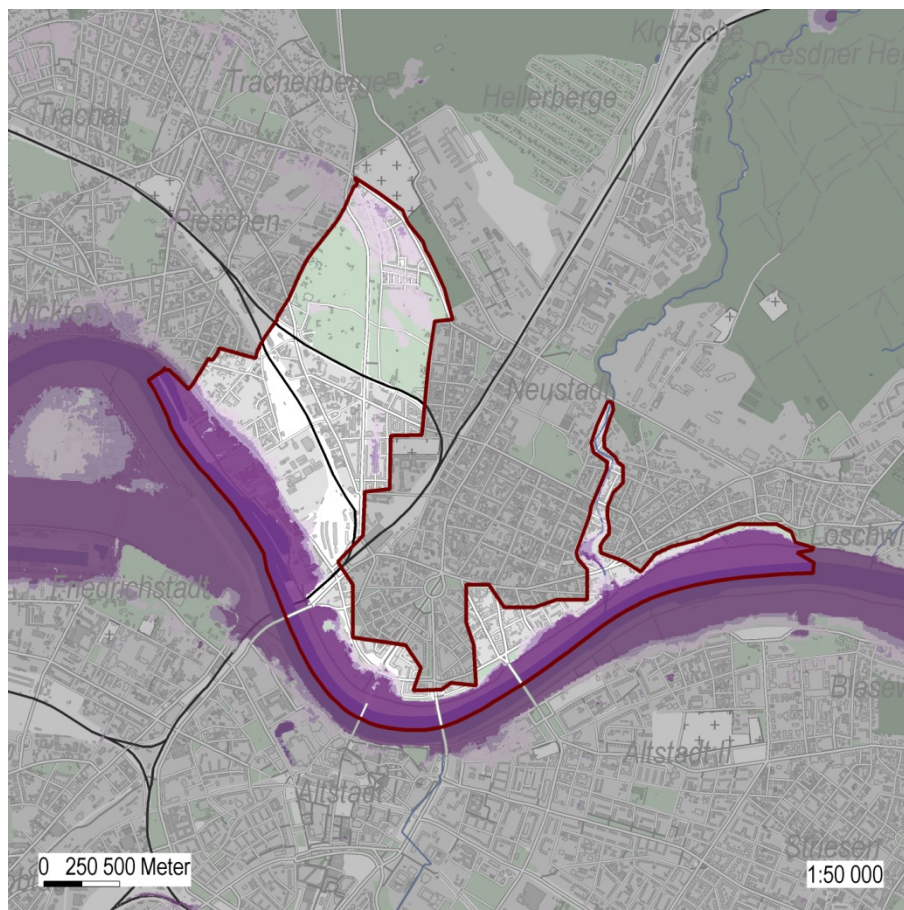 Klotzsche
Dresdner He
Trachenberge
Hellerberge
Trachau
Pieschen
Mickten
Neustadt
Loschwi
Friedrichstadt
Blasew
Altstadt II
Altstadt I
Striesen
0 250 500 Meter
1:50 000